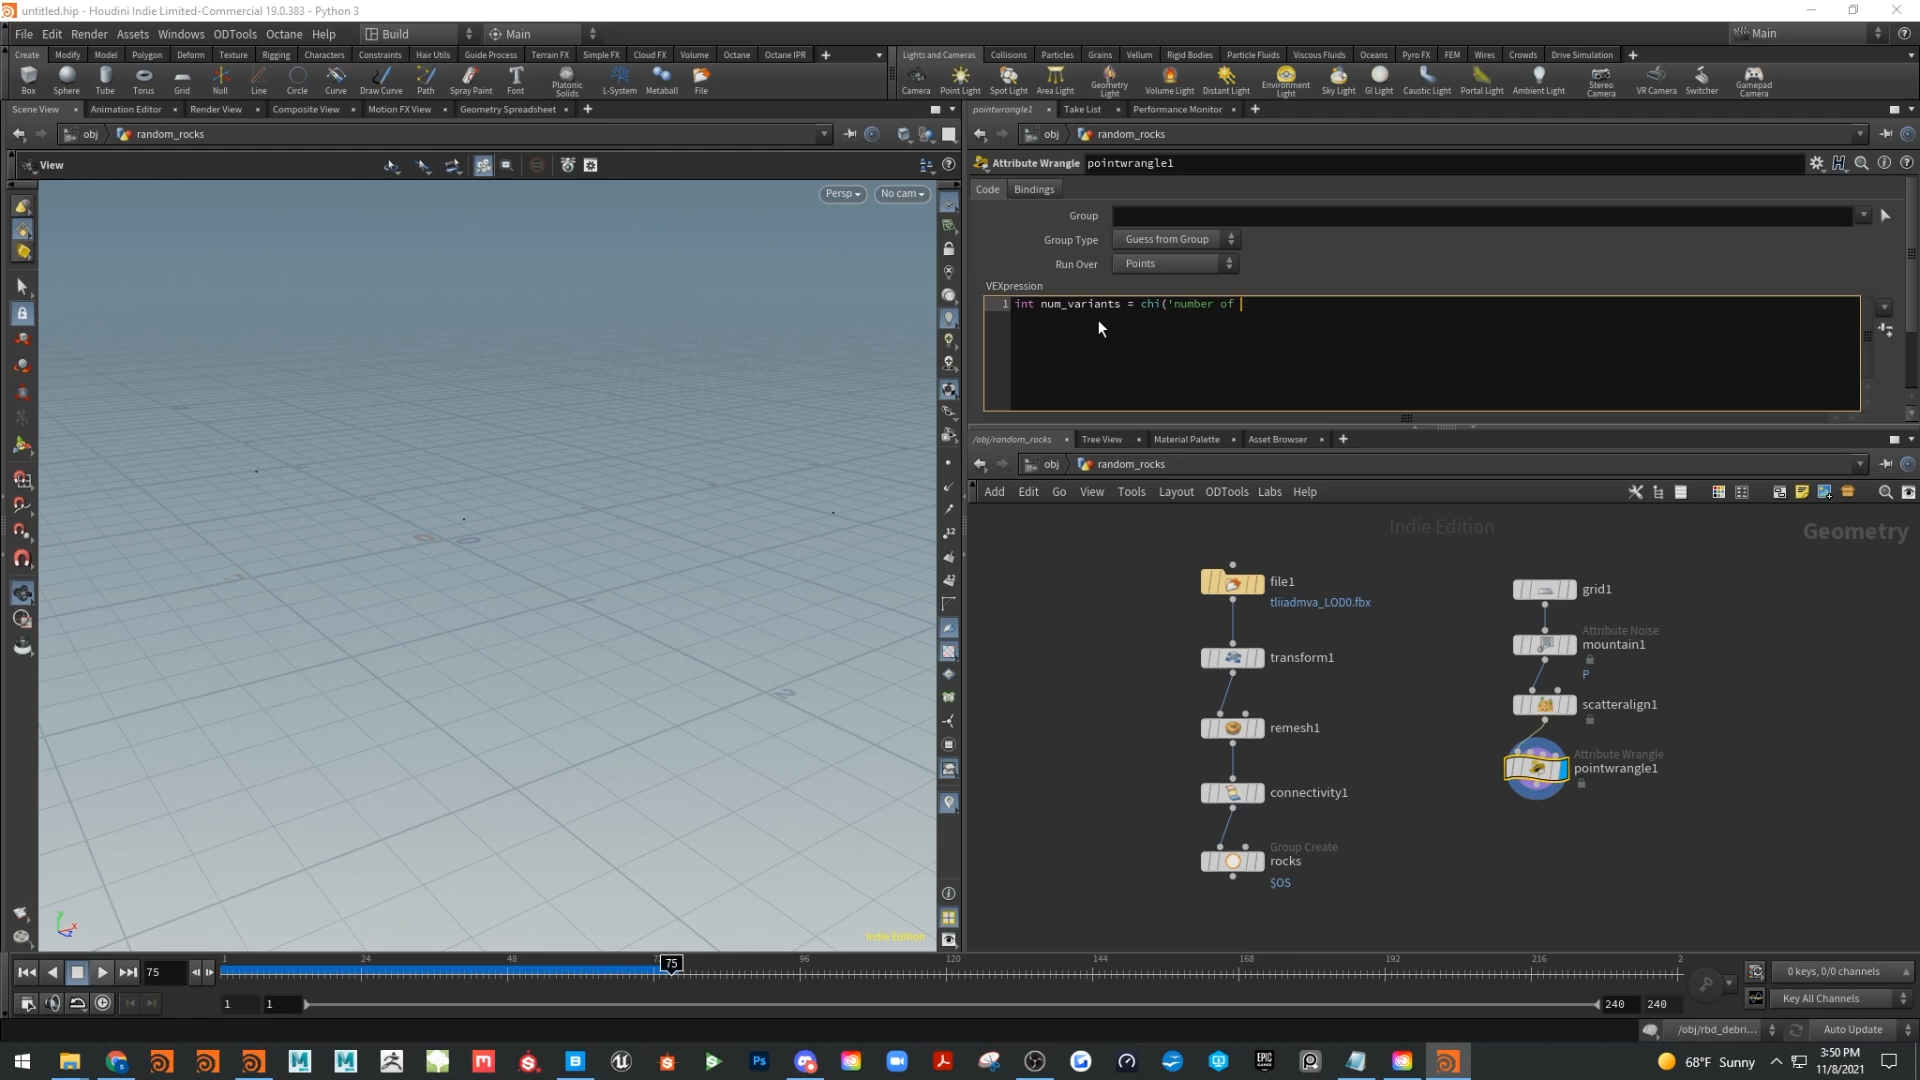 untitled.hip - Houdini Indie Limited-Commercial 19.0.383 - Python 3
File Edit Render Assets Windows ODTools Octane Help Build Main Main
Create Modify Model Polygon Deform Texture Rigging Characters Constraints Hair Utils Guide Process Terrain FX Simple FX Cloud FX Volume Octane Octane IPR
Lights and Cameras Collisions Particles Grains Vellum Rigid Bodies Particle Fluids Viscous Fluids Oceans Pyro FX FEM Wires Crowds Drive Simulation
Box Sphere Tube Torus Grid Null Line Circle Curve Draw Curve Path Spray Paint Font Platonic Solids L-System Metaball File
Camera Point Light Spot Light Area Light Geometry Light Volume Light Distant Light Environment Light Sky Light GI Light Caustic Light Portal Light Ambient Light Stereo Camera VR Camera Switcher Gamepad Camera
Scene View Animation Editor Render View Composite View Motion FX View Geometry Spreadsheet
pointwrangle1 Take List Performance Monitor
obj random_rocks
obj random_rocks
View
Attribute Wrangle pointwrangle1
Persp No cam
Code Bindings
Group
Group Type Guess from Group
Run Over Points
VEXpression
1 int num_variants = chi('number of
/obj/random_rocks Tree View Material Palette Asset Browser
obj random_rocks
Add Edit Go View Tools Layout ODTools Labs Help
Indie Edition
Geometry
file1
tliiadmva_LOD0.fbx
transform1
remesh1
connectivity1
Group Create
rocks
$OS
grid1
Attribute Noise
mountain1
P
scatteralign1
Attribute Wrangle
pointwrangle1
Indie Edition
75
1 24 48 75 96 120 144 168 192 216 2
0 keys, 0/0 channels
1 1 240 240
Key All Channels
/obj/rbd_debri... Auto Update
68°F Sunny
3:50 PM
11/8/2021